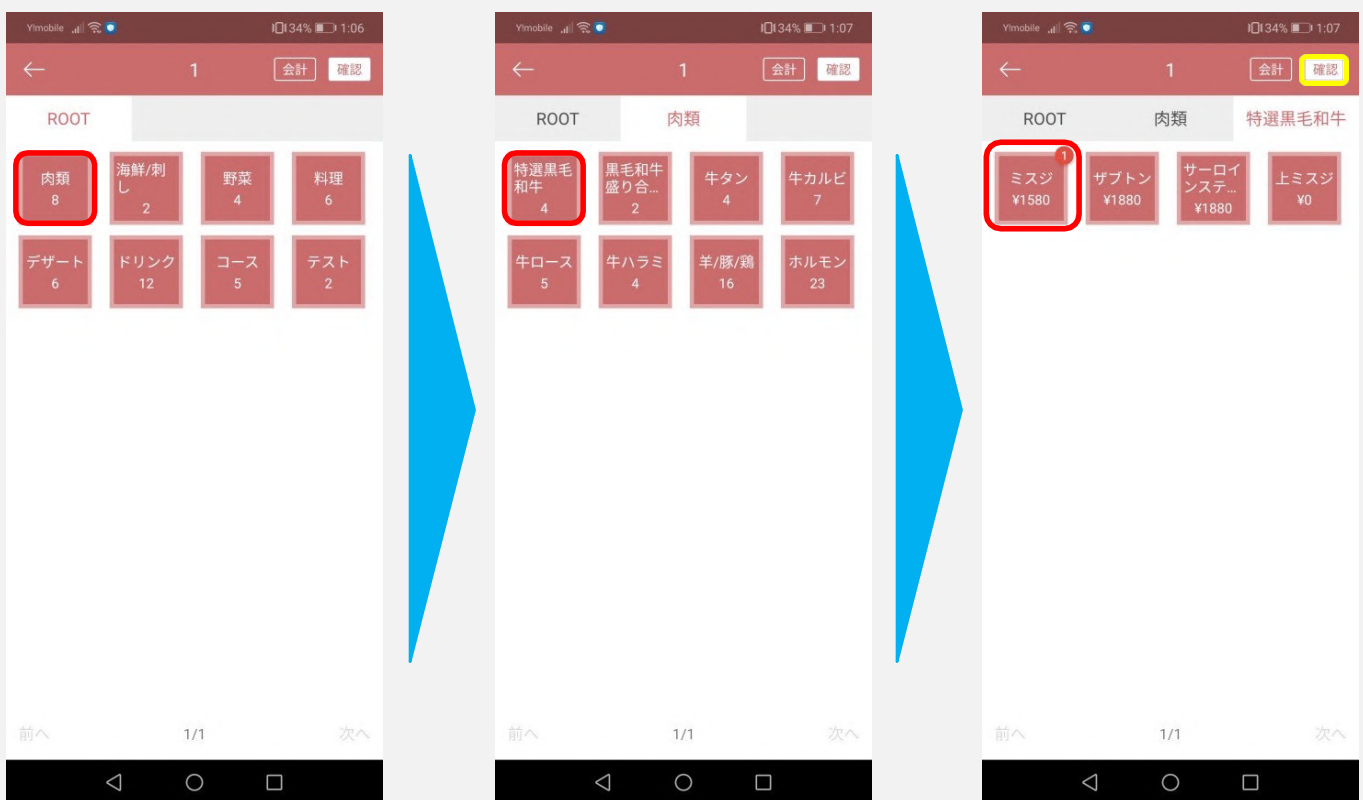 Y!mobile
34% 1:06
1
会計
確認
ROOT
肉類
8
海鮮/刺
し
2
野菜
4
料理
6
デザート
6
ドリンク
12
コース
5
テスト
2
前へ
1/1
次へ
Y!mobile
34% 1:07
1
会計
確認
ROOT
肉類
特選黒毛
和牛
4
黒毛和牛
盛り合...
2
牛タン
4
牛カルビ
7
牛ロース
5
牛ハラミ
4
羊/豚/鶏
16
ホルモン
23
前へ
1/1
次へ
Y!mobile
34% 1:07
1
会計
確認
ROOT
肉類
特選黒毛和牛
1
ミスジ
¥1580
ザブトン
¥1880
サーロイ
ンステ...
¥1880
上ミスジ
¥0
前へ
1/1
次へ